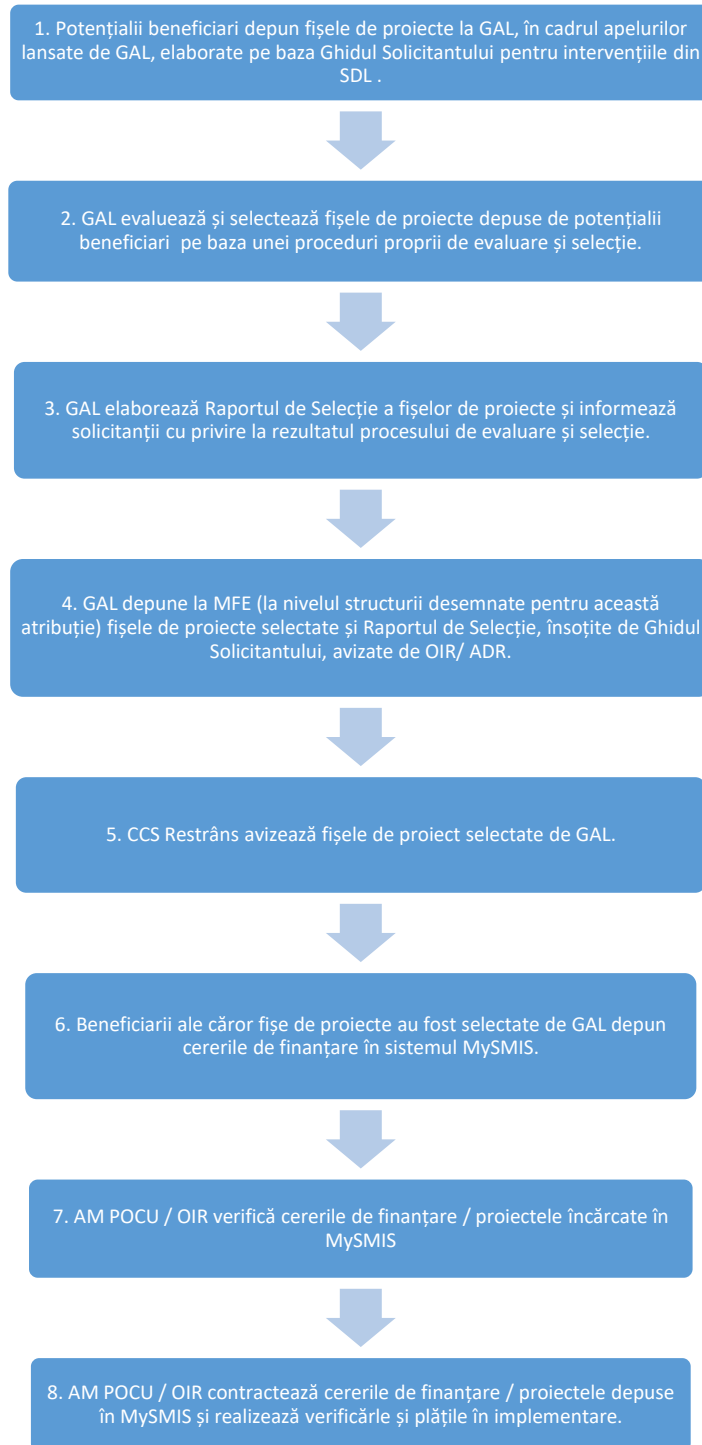 1. Potențialii beneficiari depun fișele de proiecte la GAL, în cadrul apelurilor
lansate de GAL, elaborate pe baza Ghidul Solicitantului pentru intervențiile din
SDL .
2. GAL evaluează și selectează fișele de proiecte depuse de potențialii
beneficiari  pe baza unei proceduri proprii de evaluare și selecție.
3. GAL elaborează Raportul de Selecție a fișelor de proiecte și informează
solicitanții cu privire la rezultatul procesului de evaluare și selecție.
4. GAL depune la MFE (la nivelul structurii desemnate pentru această
atribuție) fișele de proiecte selectate și Raportul de Selecție, însoțite de Ghidul
Solicitantului, avizate de OIR/ ADR.
5. CCS Restrâns avizează fișele de proiect selectate de GAL.
6. Beneficiarii ale căror fișe de proiecte au fost selectate de GAL depun
cererile de finanțare în sistemul MySMIS.
7. AM POCU / OIR verifică cererile de finanțare / proiectele încărcate în
MySMIS
8. AM POCU / OIR contractează cererile de finanțare / proiectele depuse
în MySMIS și realizează verificărle și plățile în implementare.